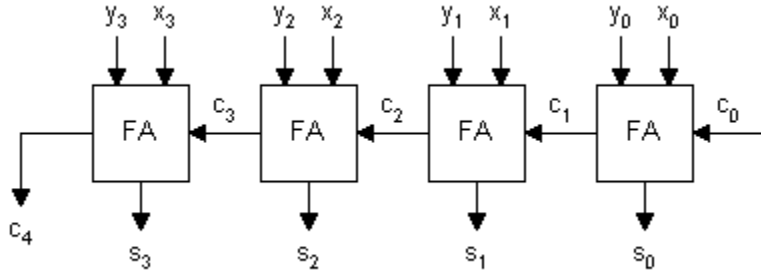 y₃ x₃ y₂ x₂ y₁ x₁ y₀ x₀
FA c₃ FA c₂ FA c₁ FA c₀
c₄ s₃ s₂ s₁ s₀